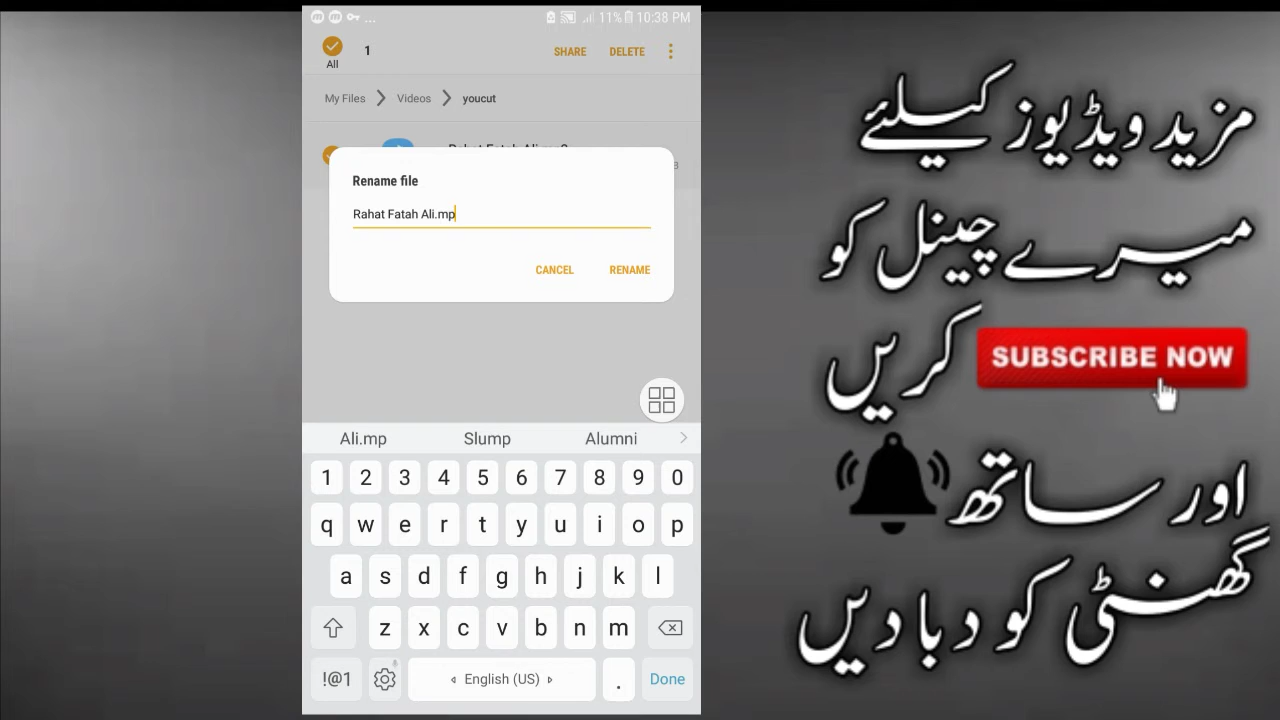 ... 11% 10:38 PM
All 1 SHARE DELETE
My Files Videos youcut
Rename file
Rahat Fatah Ali.mp
CANCEL RENAME
Ali.mp Slump Alumni
1 2 3 4 5 6 7 8 9 0
q w e r t y u i o p
a s d f g h j k l
z x c v b n m
!@1 English (US) . Done
مزید ویڈیوز کیلئے
میرے چینل کو
SUBSCRIBE NOW کریں
اور ساتھ
گھنٹی کو دبا دیں